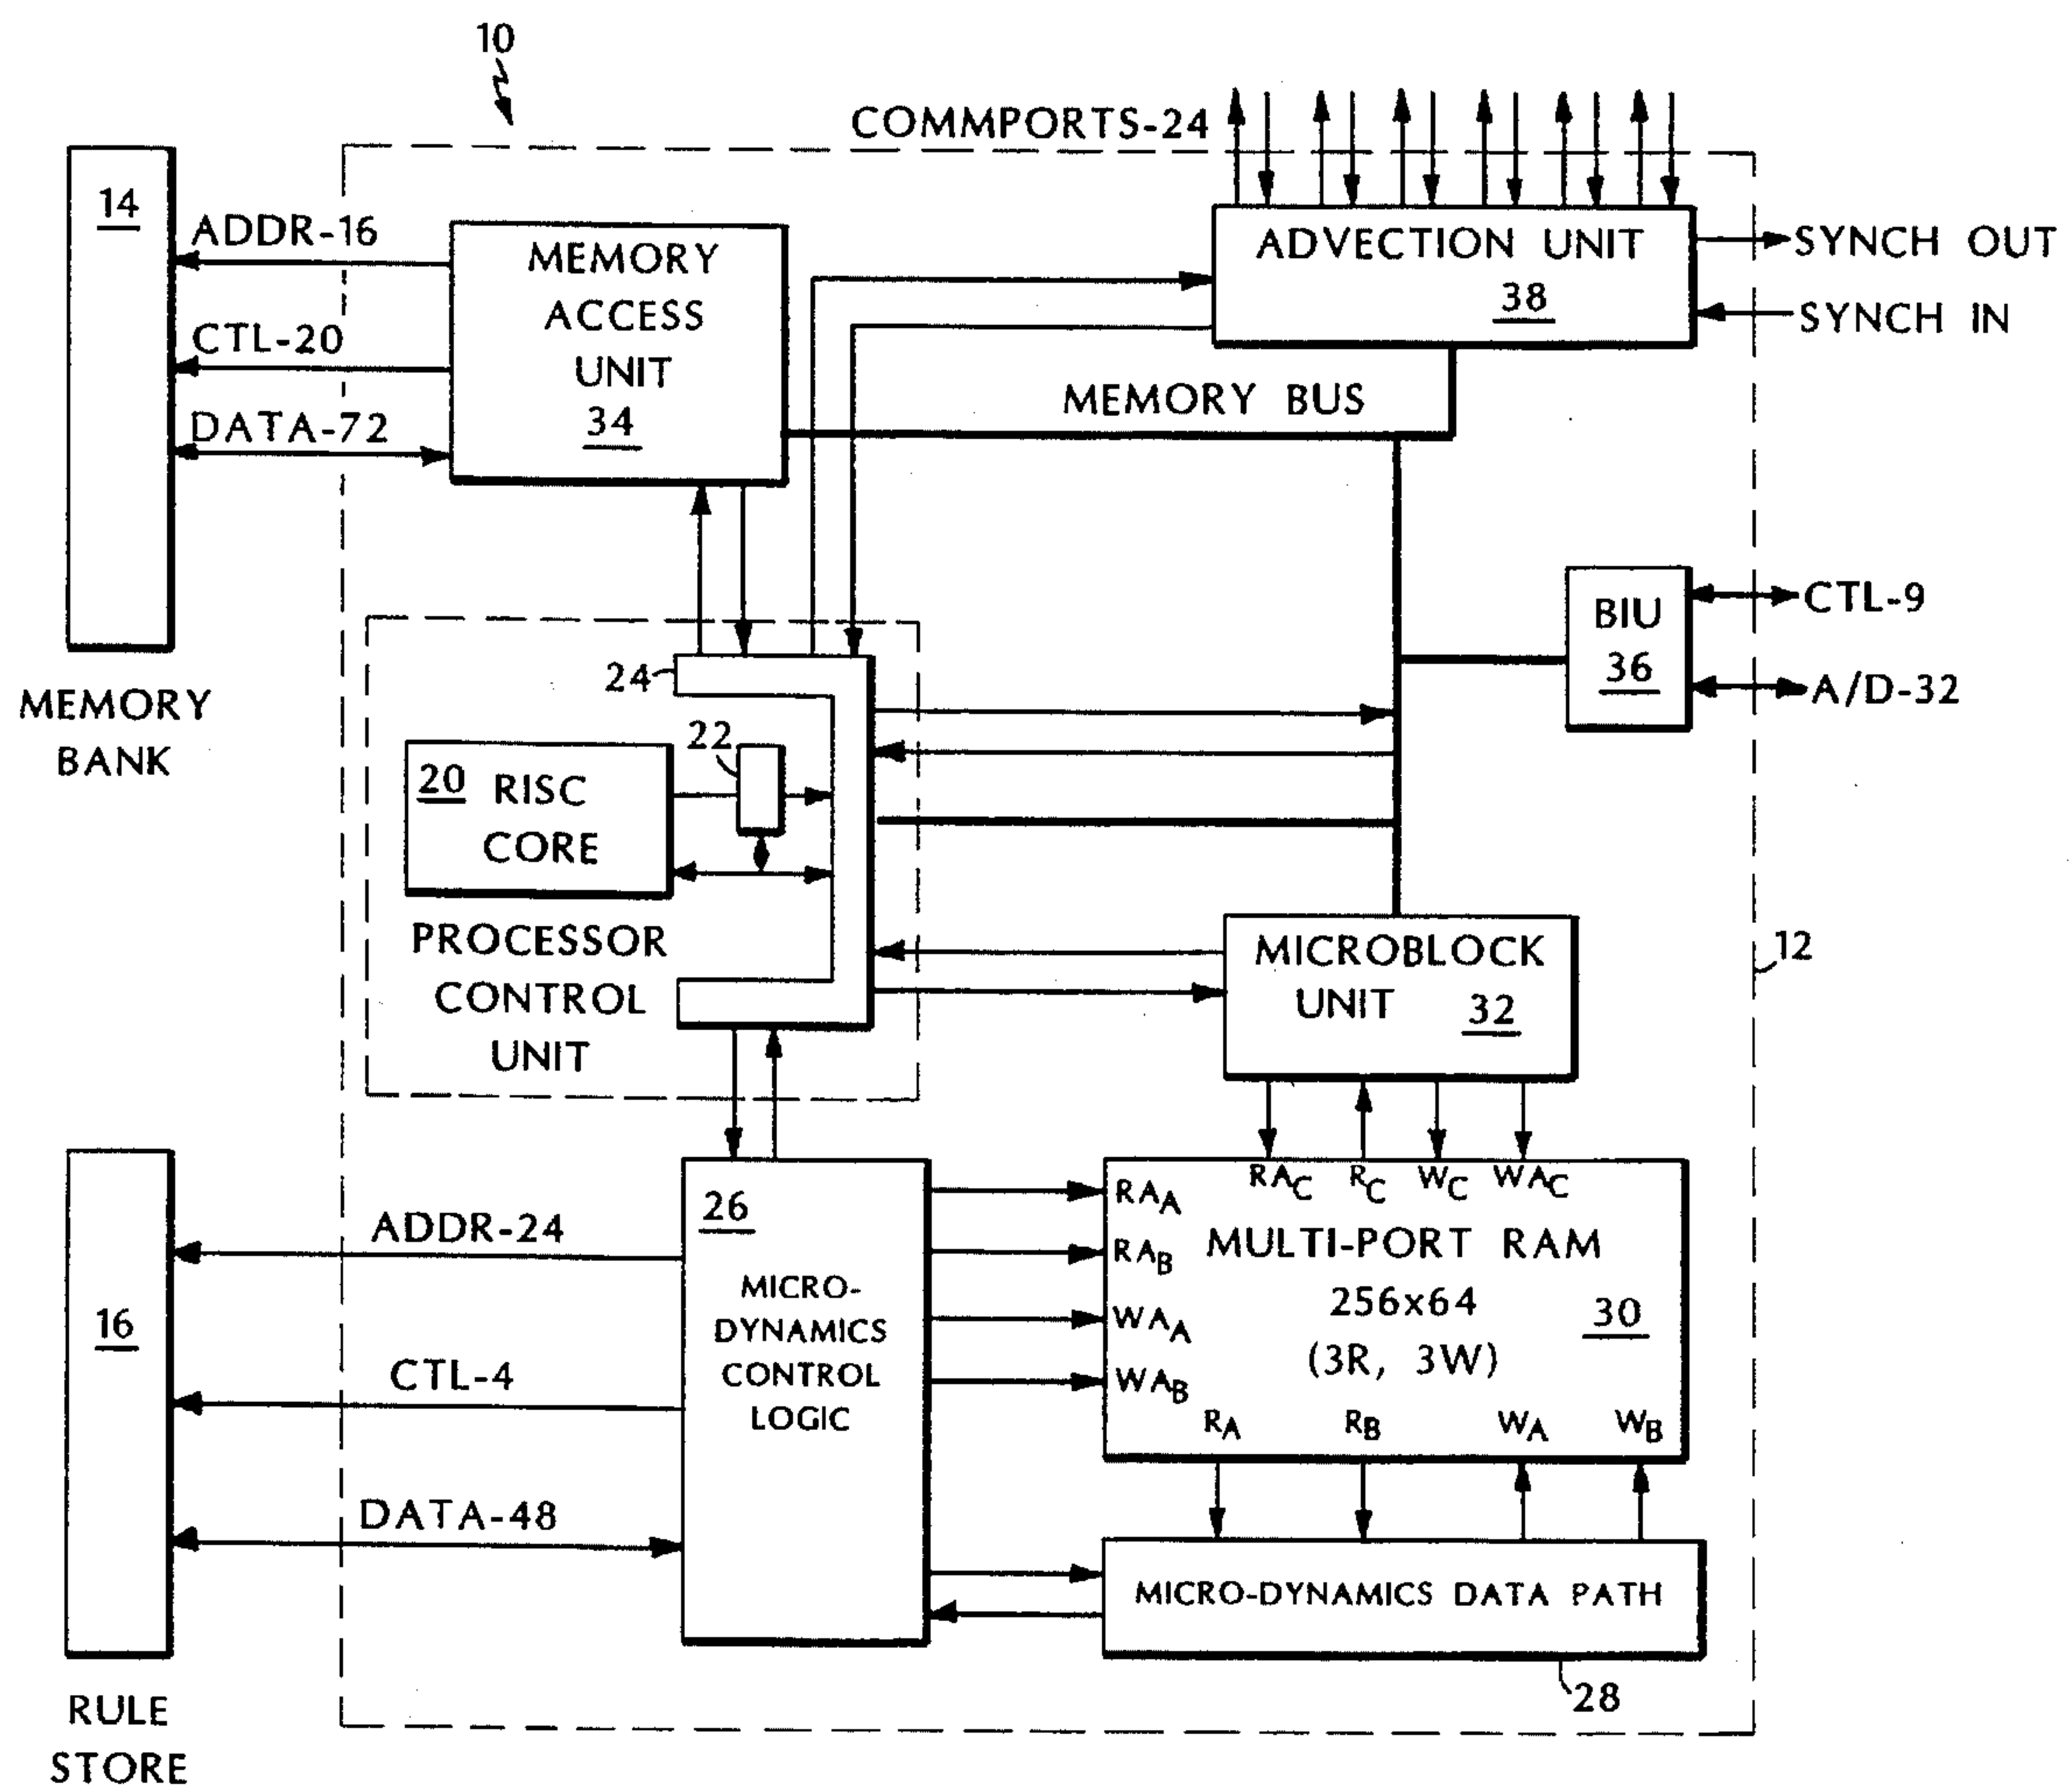 10
COMMPORTS-24
14
ADDR-16
CTL-20
DATA-72
MEMORY
BANK
MEMORY
ACCESS
UNIT
34
ADVECTION UNIT
38
SYNCH OUT
SYNCH IN
MEMORY BUS
BIU
36
CTL-9
A/D-32
24
22
20 RISC
CORE
PROCESSOR
CONTROL
UNIT
MICROBLOCK
UNIT 32
12
16
ADDR-24
CTL-4
DATA-48
RULE
STORE
26
MICRO-
DYNAMICS
CONTROL
LOGIC
RAC RC WC WAC
RAA
RAB
WAA
WAB
MULTI-PORT RAM
256x64
(3R, 3W)
30
RA RB WA WB
MICRO-DYNAMICS DATA PATH
28